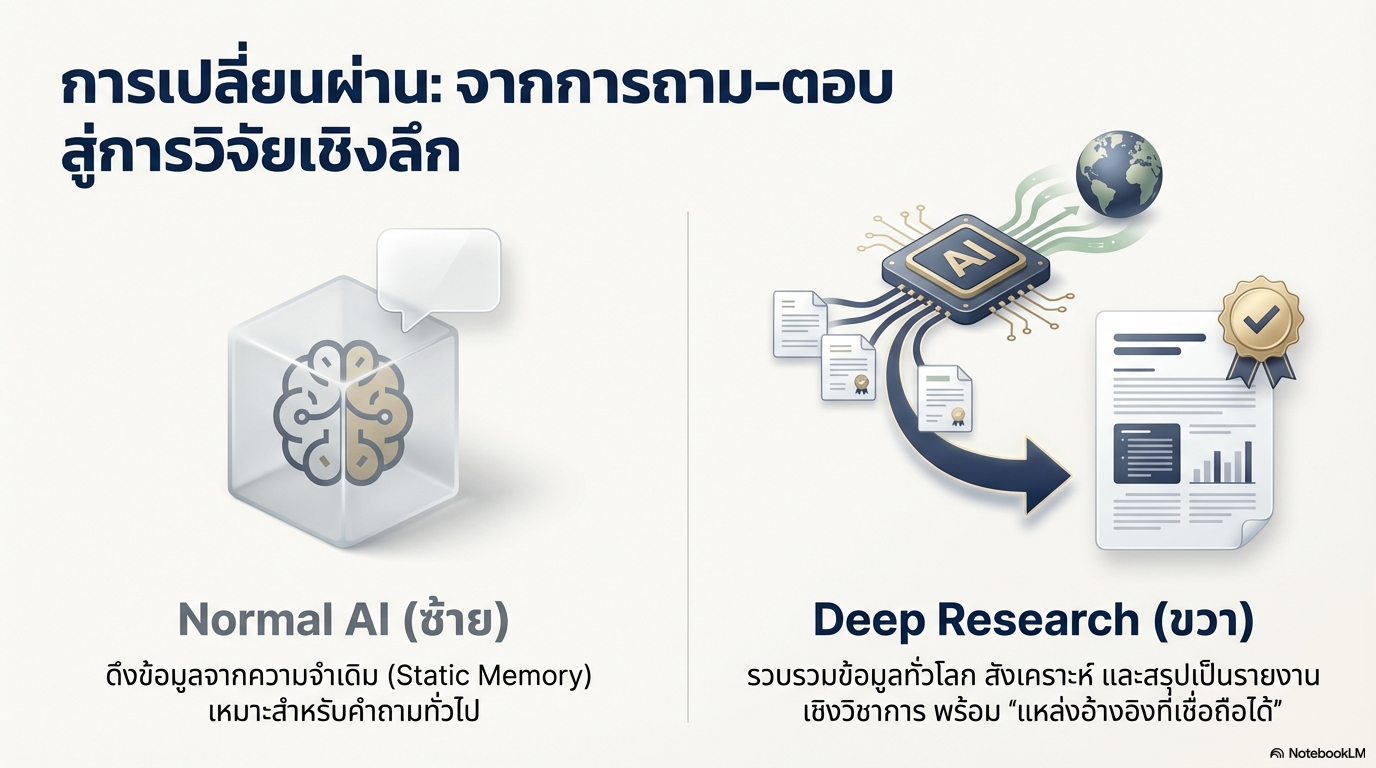 การเปลี่ยนผ่าน: จากการถาม-ตอบ
สู่การวิจัยเชิงลึก
AI
Normal AI (ซ้าย)
ดึงข้อมูลจากความจำเดิม (Static Memory)
เหมาะสำหรับคำถามทั่วไป
Deep Research (ขวา)
รวบรวมข้อมูลทั่วโลก สังเคราะห์ และสรุปเป็นรายงาน
เชิงวิชาการ พร้อม “แหล่งอ้างอิงที่เชื่อถือได้”
NotebookLM